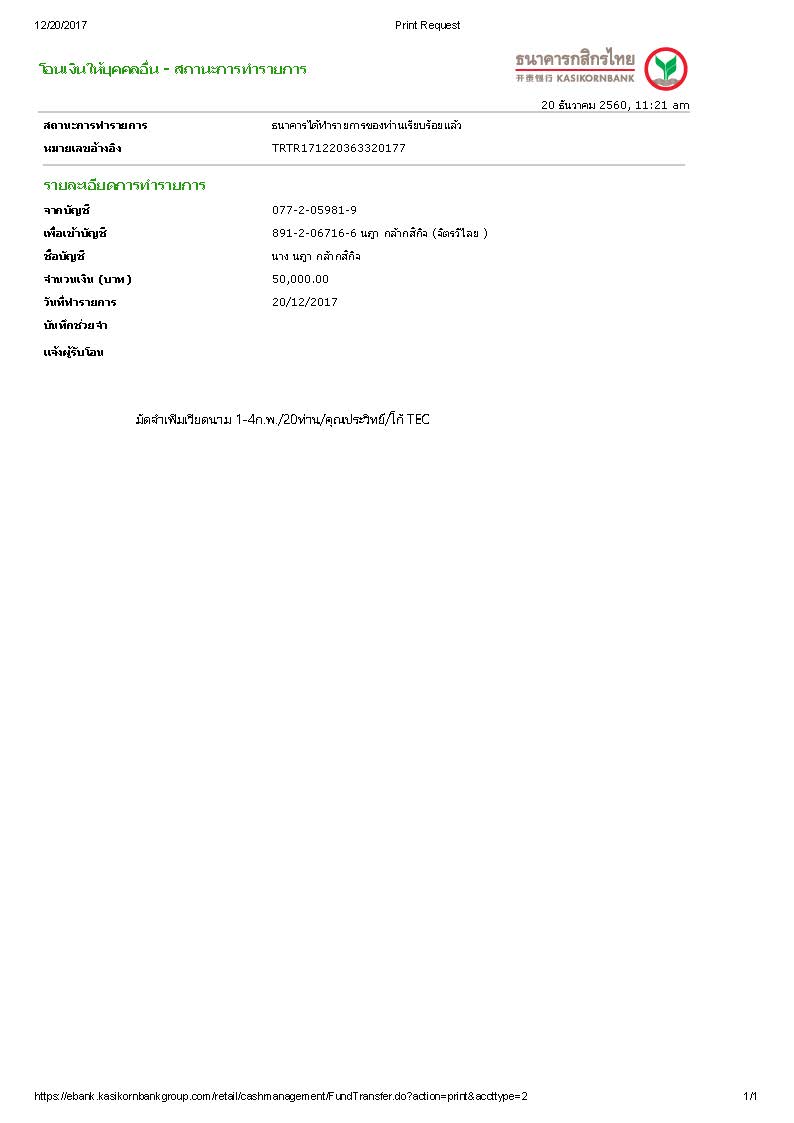 12/20/2017 Print Request
โอนเงินให้บุคคลอื่น - สถานะการทำรายการ
ธนาคารกสิกรไทย
开泰银行 KASIKORNBANK
20 ธันวาคม 2560, 11:21 am
สถานะการทำรายการ ธนาคารได้ทำรายการของท่านเรียบร้อยแล้ว
หมายเลขอ้างอิง TRTR171220363320177
รายละเอียดการทำรายการ
จากบัญชี 077-2-05981-9
เพื่อเข้าบัญชี 891-2-06716-6 นฎา กล้ากสิกิจ (ฉัตรวิไลย )
ชื่อบัญชี นาง นฎา กล้ากสิกิจ
จำนวนเงิน (บาท) 50,000.00
วันที่ทำรายการ 20/12/2017
บันทึกช่วยจำ
แจ้งผู้รับโอน
มัดจำเพิ่มเวียดนาม 1-4ก.พ./20ท่าน/คุณประวิทย์/โก้ TEC
https://ebank.kasikornbankgroup.com/retail/cashmanagement/FundTransfer.do?action=print&accttype=2 1/1